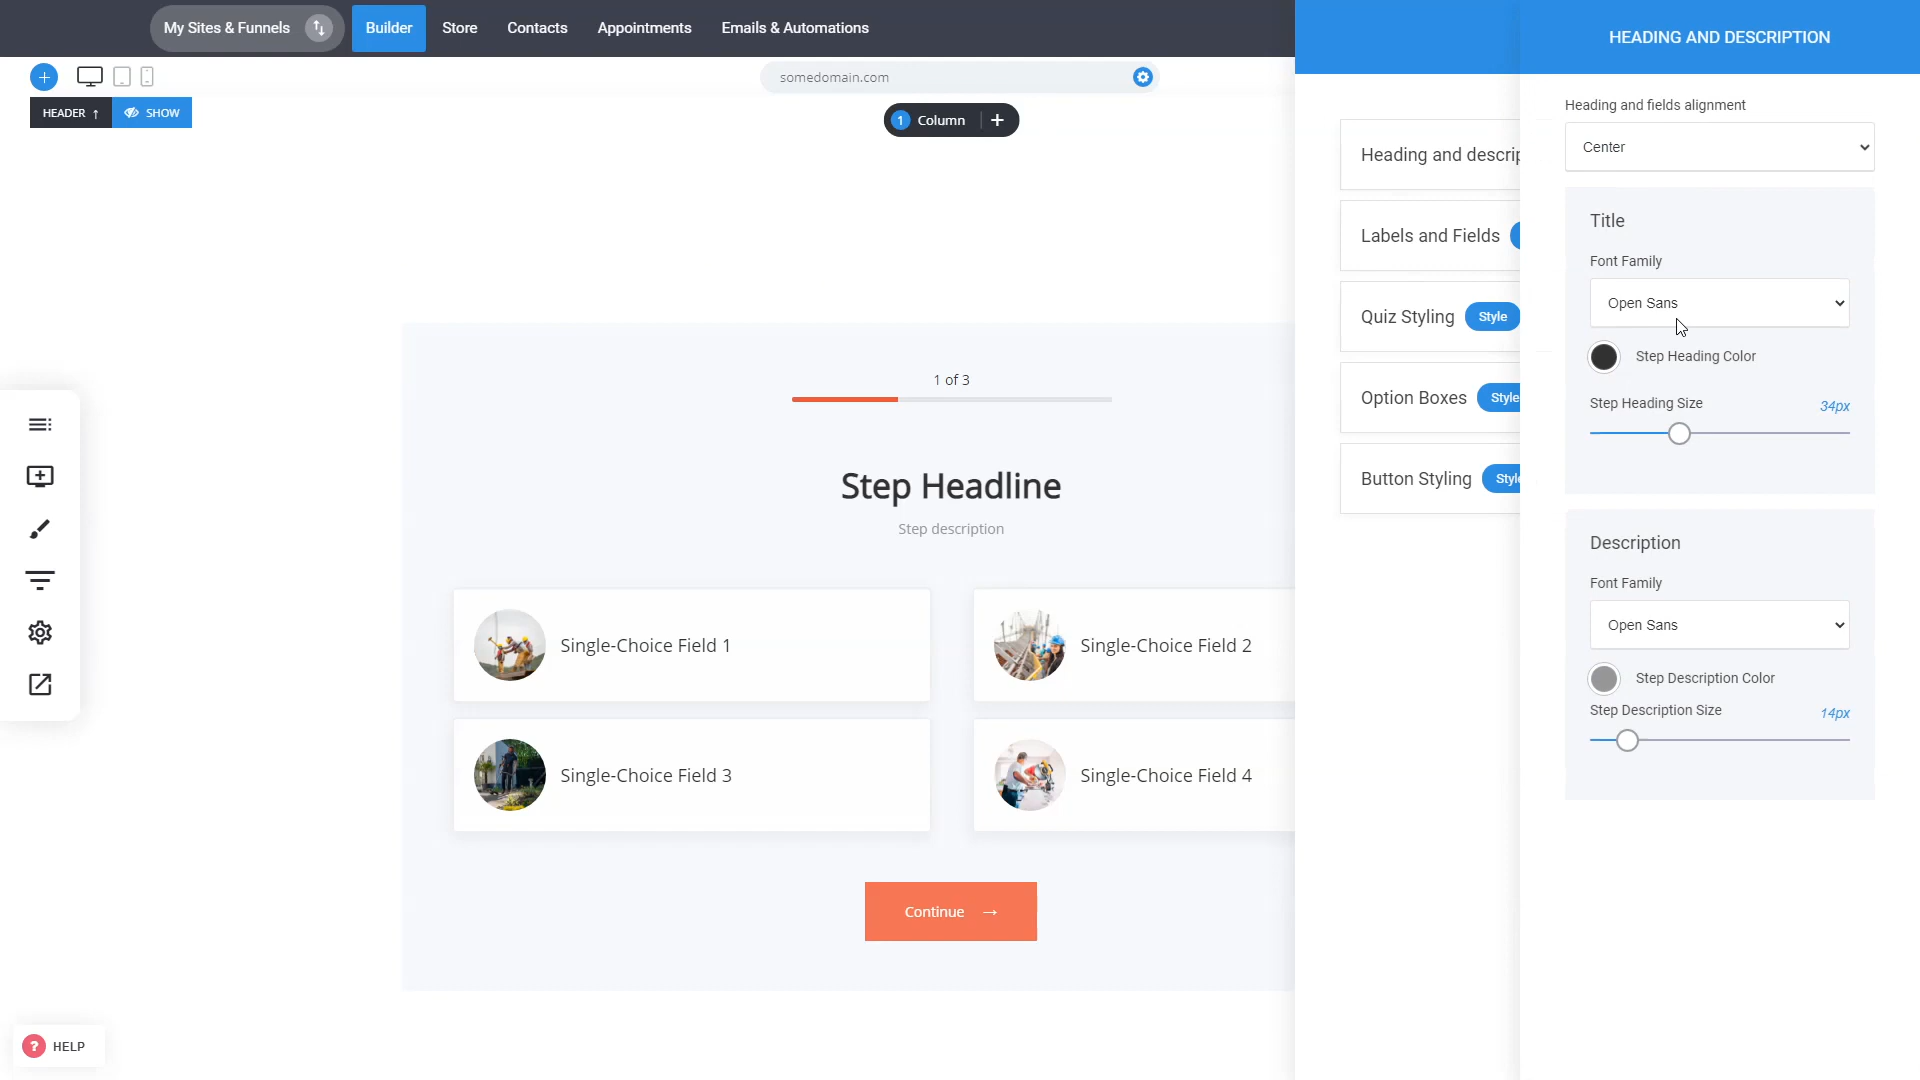 My Sites & Funnels
Builder
Store
Contacts
Appointments
Emails & Automations
HEADING AND DESCRIPTION
somedomain.com
HEADER ↑
SHOW
1 Column +
Heading and fields alignment
Center
Heading and descrip
Labels and Fields
Quiz Styling Style
Option Boxes Style
Button Styling Style
Title
Font Family
Open Sans
Step Heading Color
Step Heading Size 34px
Description
Font Family
Open Sans
Step Description Color
Step Description Size 14px
1 of 3
Step Headline
Step description
Single-Choice Field 1
Single-Choice Field 2
Single-Choice Field 3
Single-Choice Field 4
Continue →
? HELP